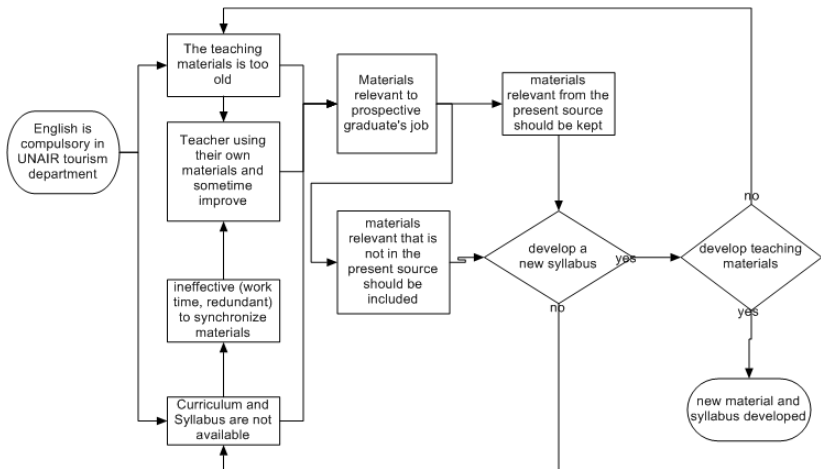 English is
compulsory in
UNAIR tourism
department
The teaching
materials is too
old
Teacher using
their own
materials and
sometime
improve
ineffective (work
time, redundant)
to synchronize
materials
Curriculum and
Syllabus are not
available
Materials
relevant to
prospective
graduate's job
materials
relevant that is
not in the
present source
should be
included
materials
relevant from the
present source
should be kept
develop a
new syllabus
yes
no
develop teaching
materials
no
yes
new material and
syllabus developed